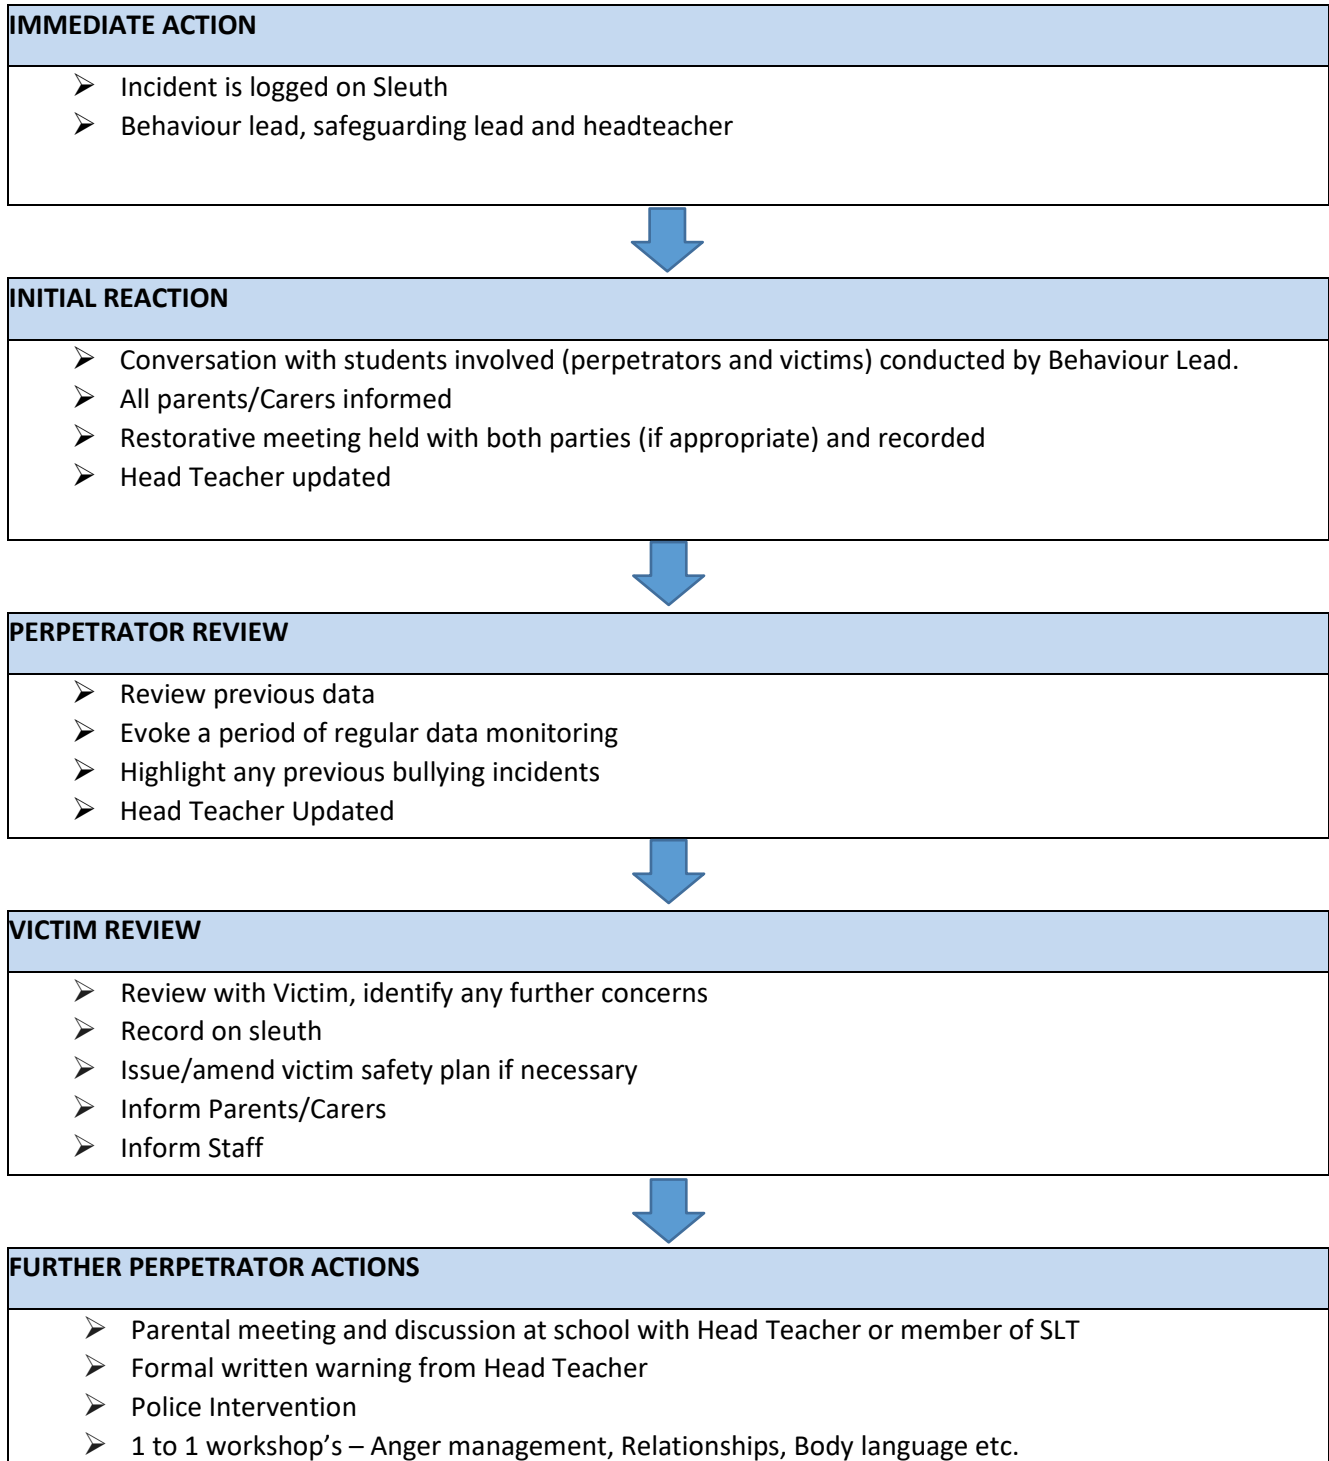 IMMEDIATE ACTION
➢ Incident is logged on Sleuth
➢ Behaviour lead, safeguarding lead and headteacher
INITIAL REACTION
➢ Conversation with students involved (perpetrators and victims) conducted by Behaviour Lead.
➢ All parents/Carers informed
➢ Restorative meeting held with both parties (if appropriate) and recorded
➢ Head Teacher updated
PERPETRATOR REVIEW
➢ Review previous data
➢ Evoke a period of regular data monitoring
➢ Highlight any previous bullying incidents
➢ Head Teacher Updated
VICTIM REVIEW
➢ Review with Victim, identify any further concerns
➢ Record on sleuth
➢ Issue/amend victim safety plan if necessary
➢ Inform Parents/Carers
➢ Inform Staff
FURTHER PERPETRATOR ACTIONS
➢ Parental meeting and discussion at school with Head Teacher or member of SLT
➢ Formal written warning from Head Teacher
➢ Police Intervention
➢ 1 to 1 workshop’s – Anger management, Relationships, Body language etc.